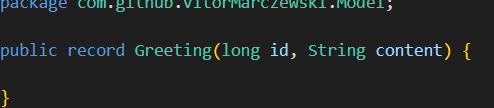 package com.github.VitorMarczewski.Model;
public record Greeting(long id, String content) {
}